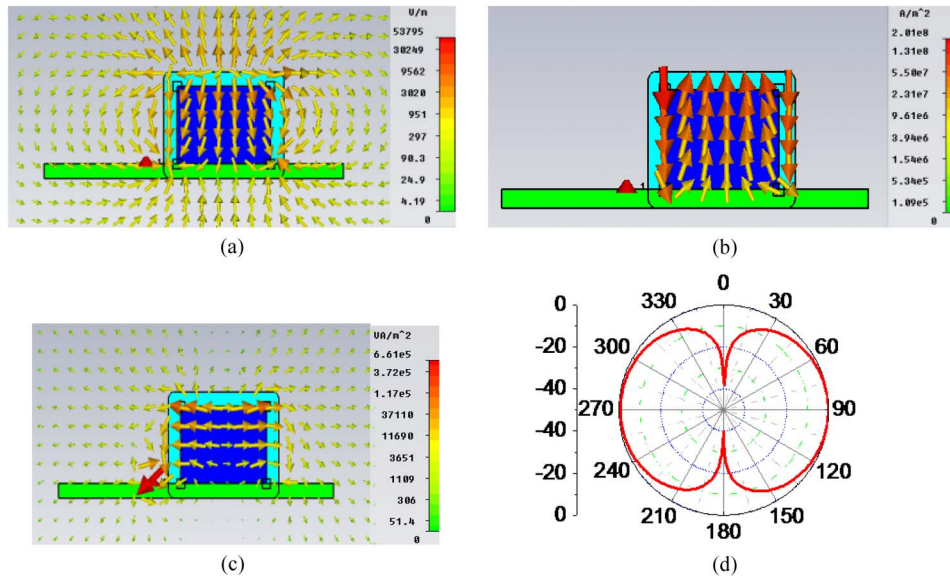 V/m
53795
30249
9562
3020
951
297
90.3
24.9
4.19
0
(a)
A/m^2
2.01e8
1.31e8
5.50e7
2.31e7
9.61e6
3.94e6
1.54e6
5.34e5
1.09e5
0
1
(b)
VA/m^2
6.61e5
3.72e5
1.17e5
37110
11690
3651
1109
306
51.4
0
(c)
0
330
30
0
300
60
-20
-40
270
90
-40
240
120
-20
210
150
0
180
(d)